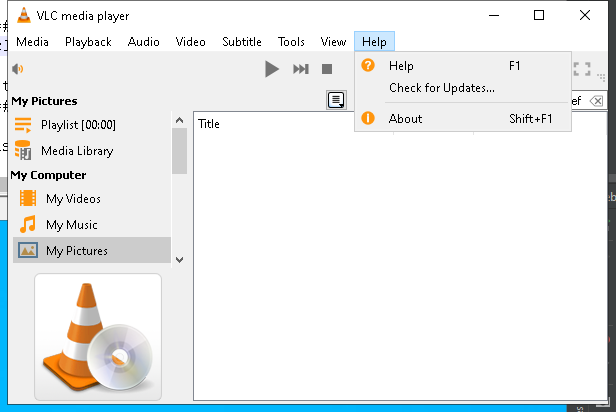 VLC media player
Media Playback Audio Video Subtitle Tools View Help
Help F1
Check for Updates...
About Shift+F1
My Pictures
Playlist [00:00]
Media Library
My Computer
My Videos
My Music
My Pictures
Title
ef